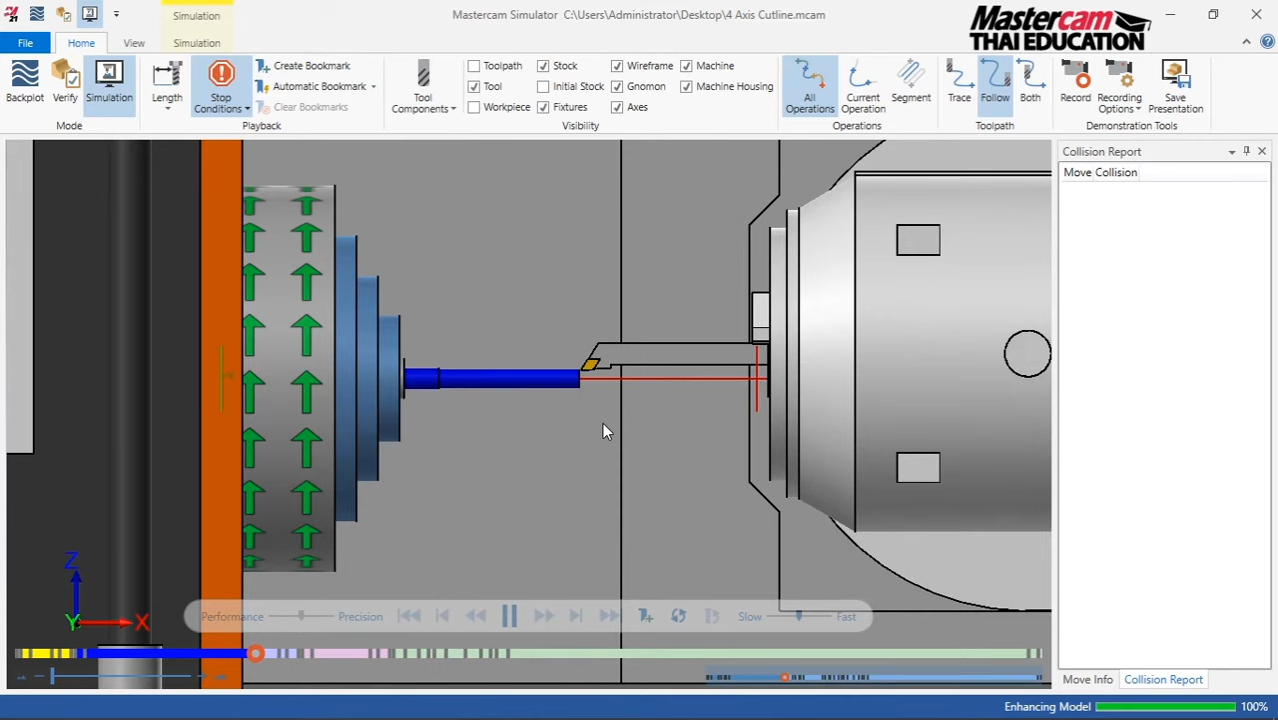 Simulation
Mastercam Simulator C:\Users\Administrator\Desktop\4 Axis Cutline.mcam
Mastercam
THAI EDUCATION
File
Home
View
Simulation
Backplot
Verify
Simulation
Mode
Length
Stop
Conditions
Create Bookmark
Automatic Bookmark
Clear Bookmarks
Playback
Tool
Components
Toolpath
Tool
Workpiece
Stock
Initial Stock
Fixtures
Wireframe
Gnomon
Axes
Machine
Machine Housing
Visibility
All
Operations
Current
Operation
Segment
Operations
Trace
Follow
Both
Toolpath
Record
Recording
Options
Save
Presentation
Demonstration Tools
Collision Report
Move Collision
Z
Y
X
Performance
Precision
Slow
Fast
Move Info
Collision Report
Enhancing Model
100%